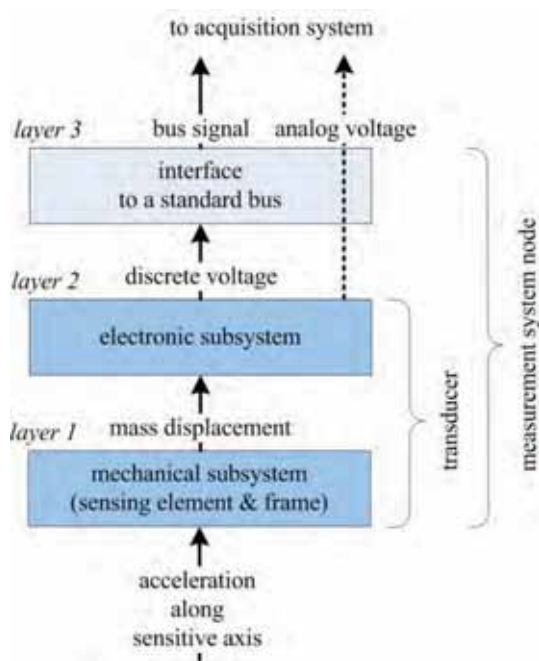 to acquisition system
layer 3
bus signal
analog voltage
interface
to a standard bus
layer 2
discrete voltage
electronic subsystem
layer 1
mass displacement
mechanical subsystem
(sensing element & frame)
acceleration
along
sensitive axis
transducer
measurement system node